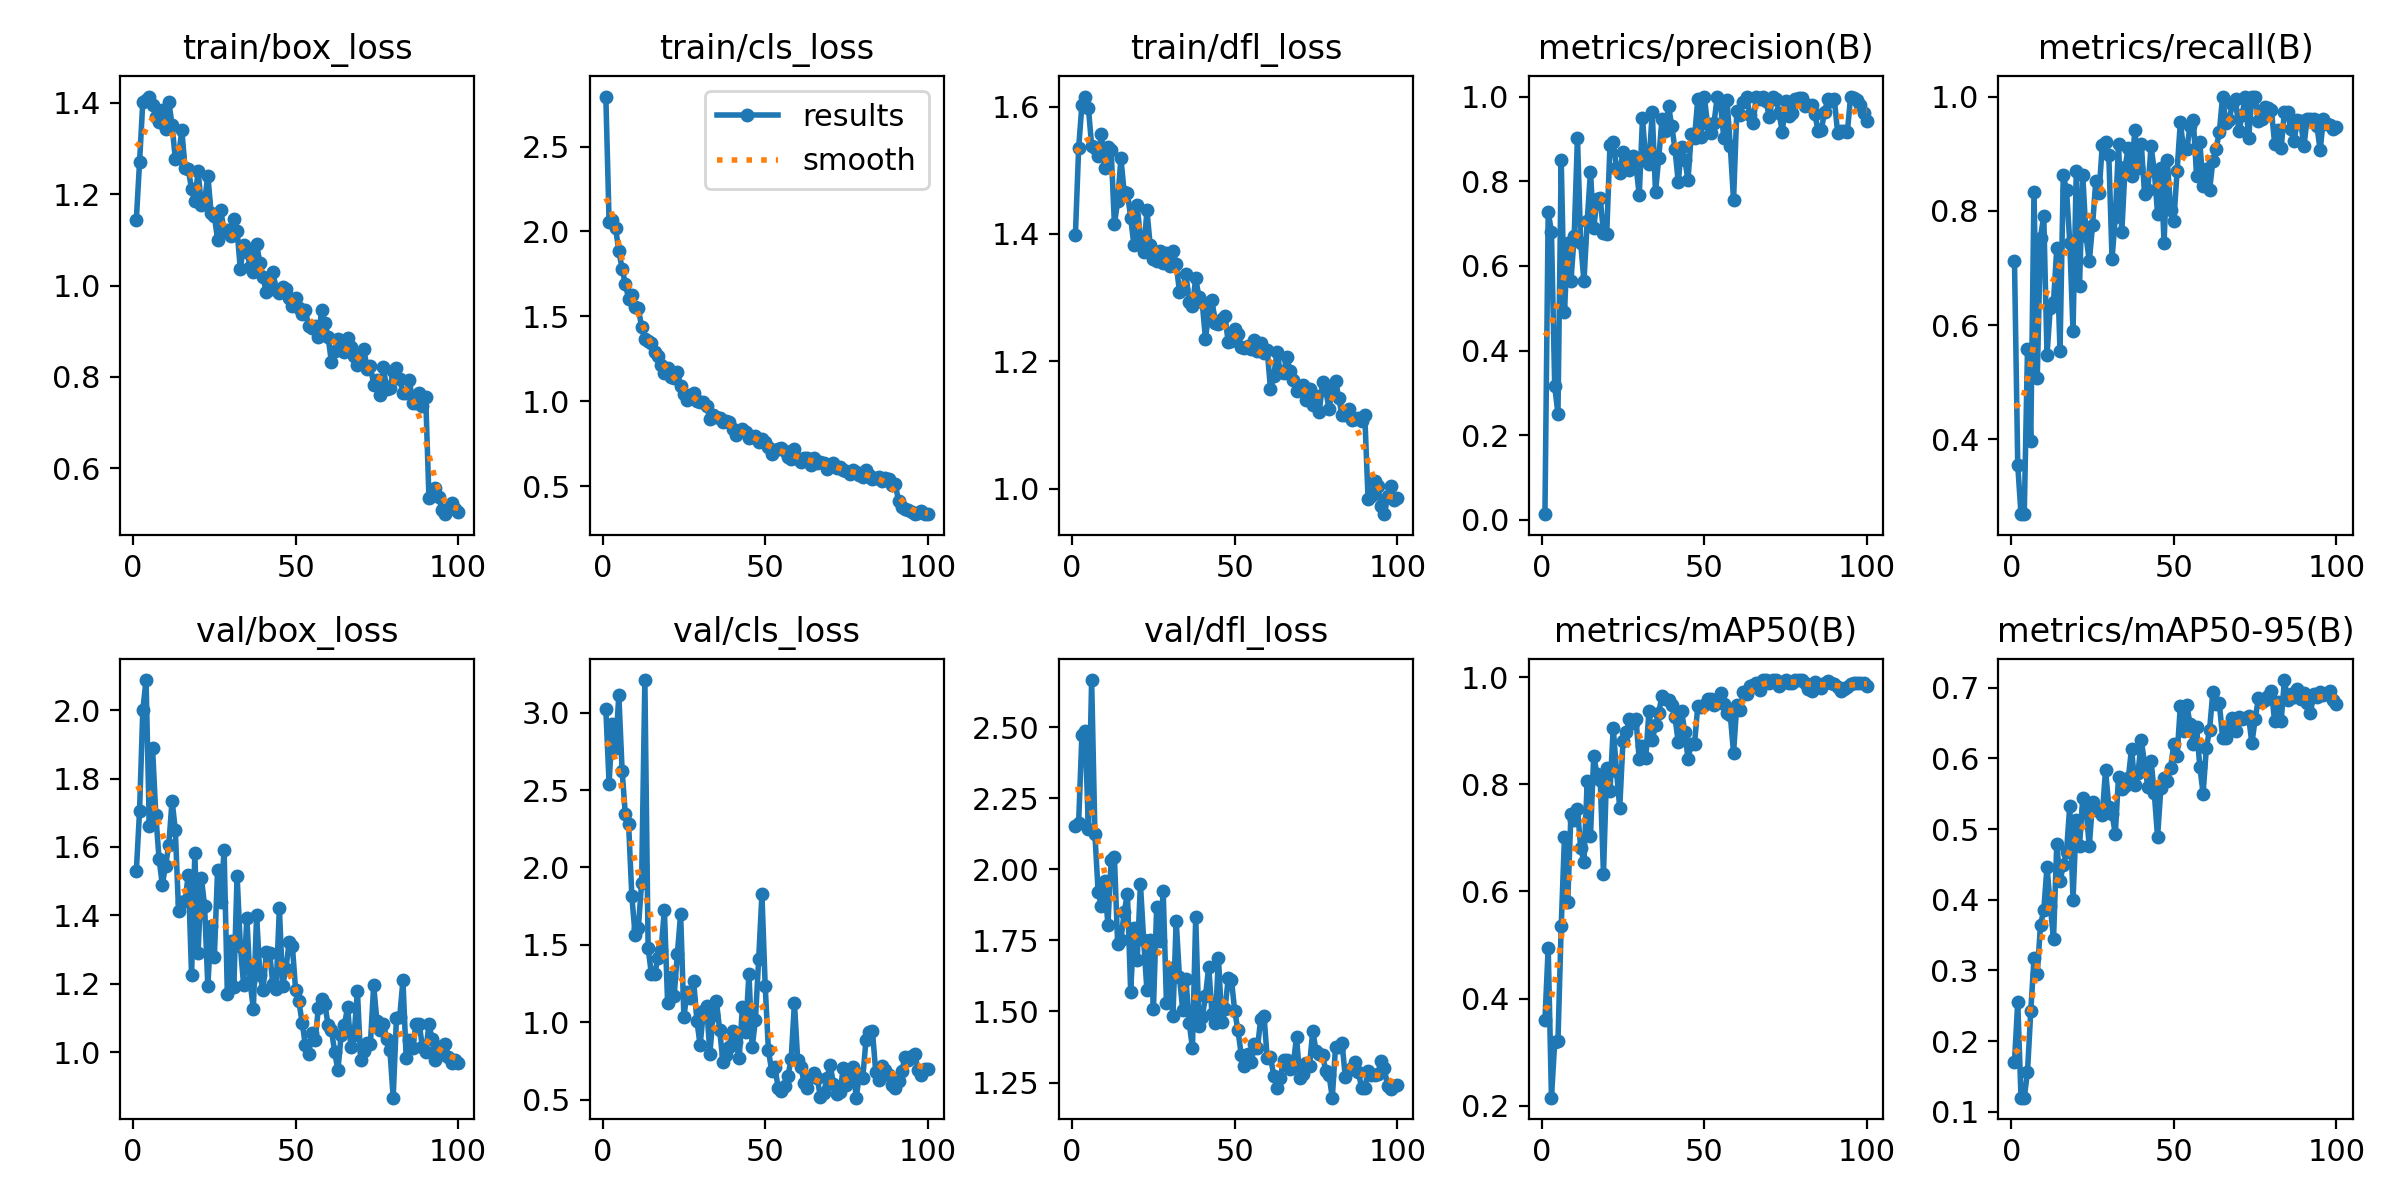 train/box_loss
1.4
1.2
1.0
0.8
0.6
0 50 100
train/cls_loss
results
smooth
2.5
2.0
1.5
1.0
0.5
0 50 100
train/dfl_loss
1.6
1.4
1.2
1.0
0 50 100
metrics/precision(B)
1.0
0.8
0.6
0.4
0.2
0.0
0 50 100
metrics/recall(B)
1.0
0.8
0.6
0.4
0 50 100
val/box_loss
2.0
1.8
1.6
1.4
1.2
1.0
0 50 100
val/cls_loss
3.0
2.5
2.0
1.5
1.0
0.5
0 50 100
val/dfl_loss
2.50
2.25
2.00
1.75
1.50
1.25
0 50 100
metrics/mAP50(B)
1.0
0.8
0.6
0.4
0.2
0 50 100
metrics/mAP50-95(B)
0.7
0.6
0.5
0.4
0.3
0.2
0.1
0 50 100